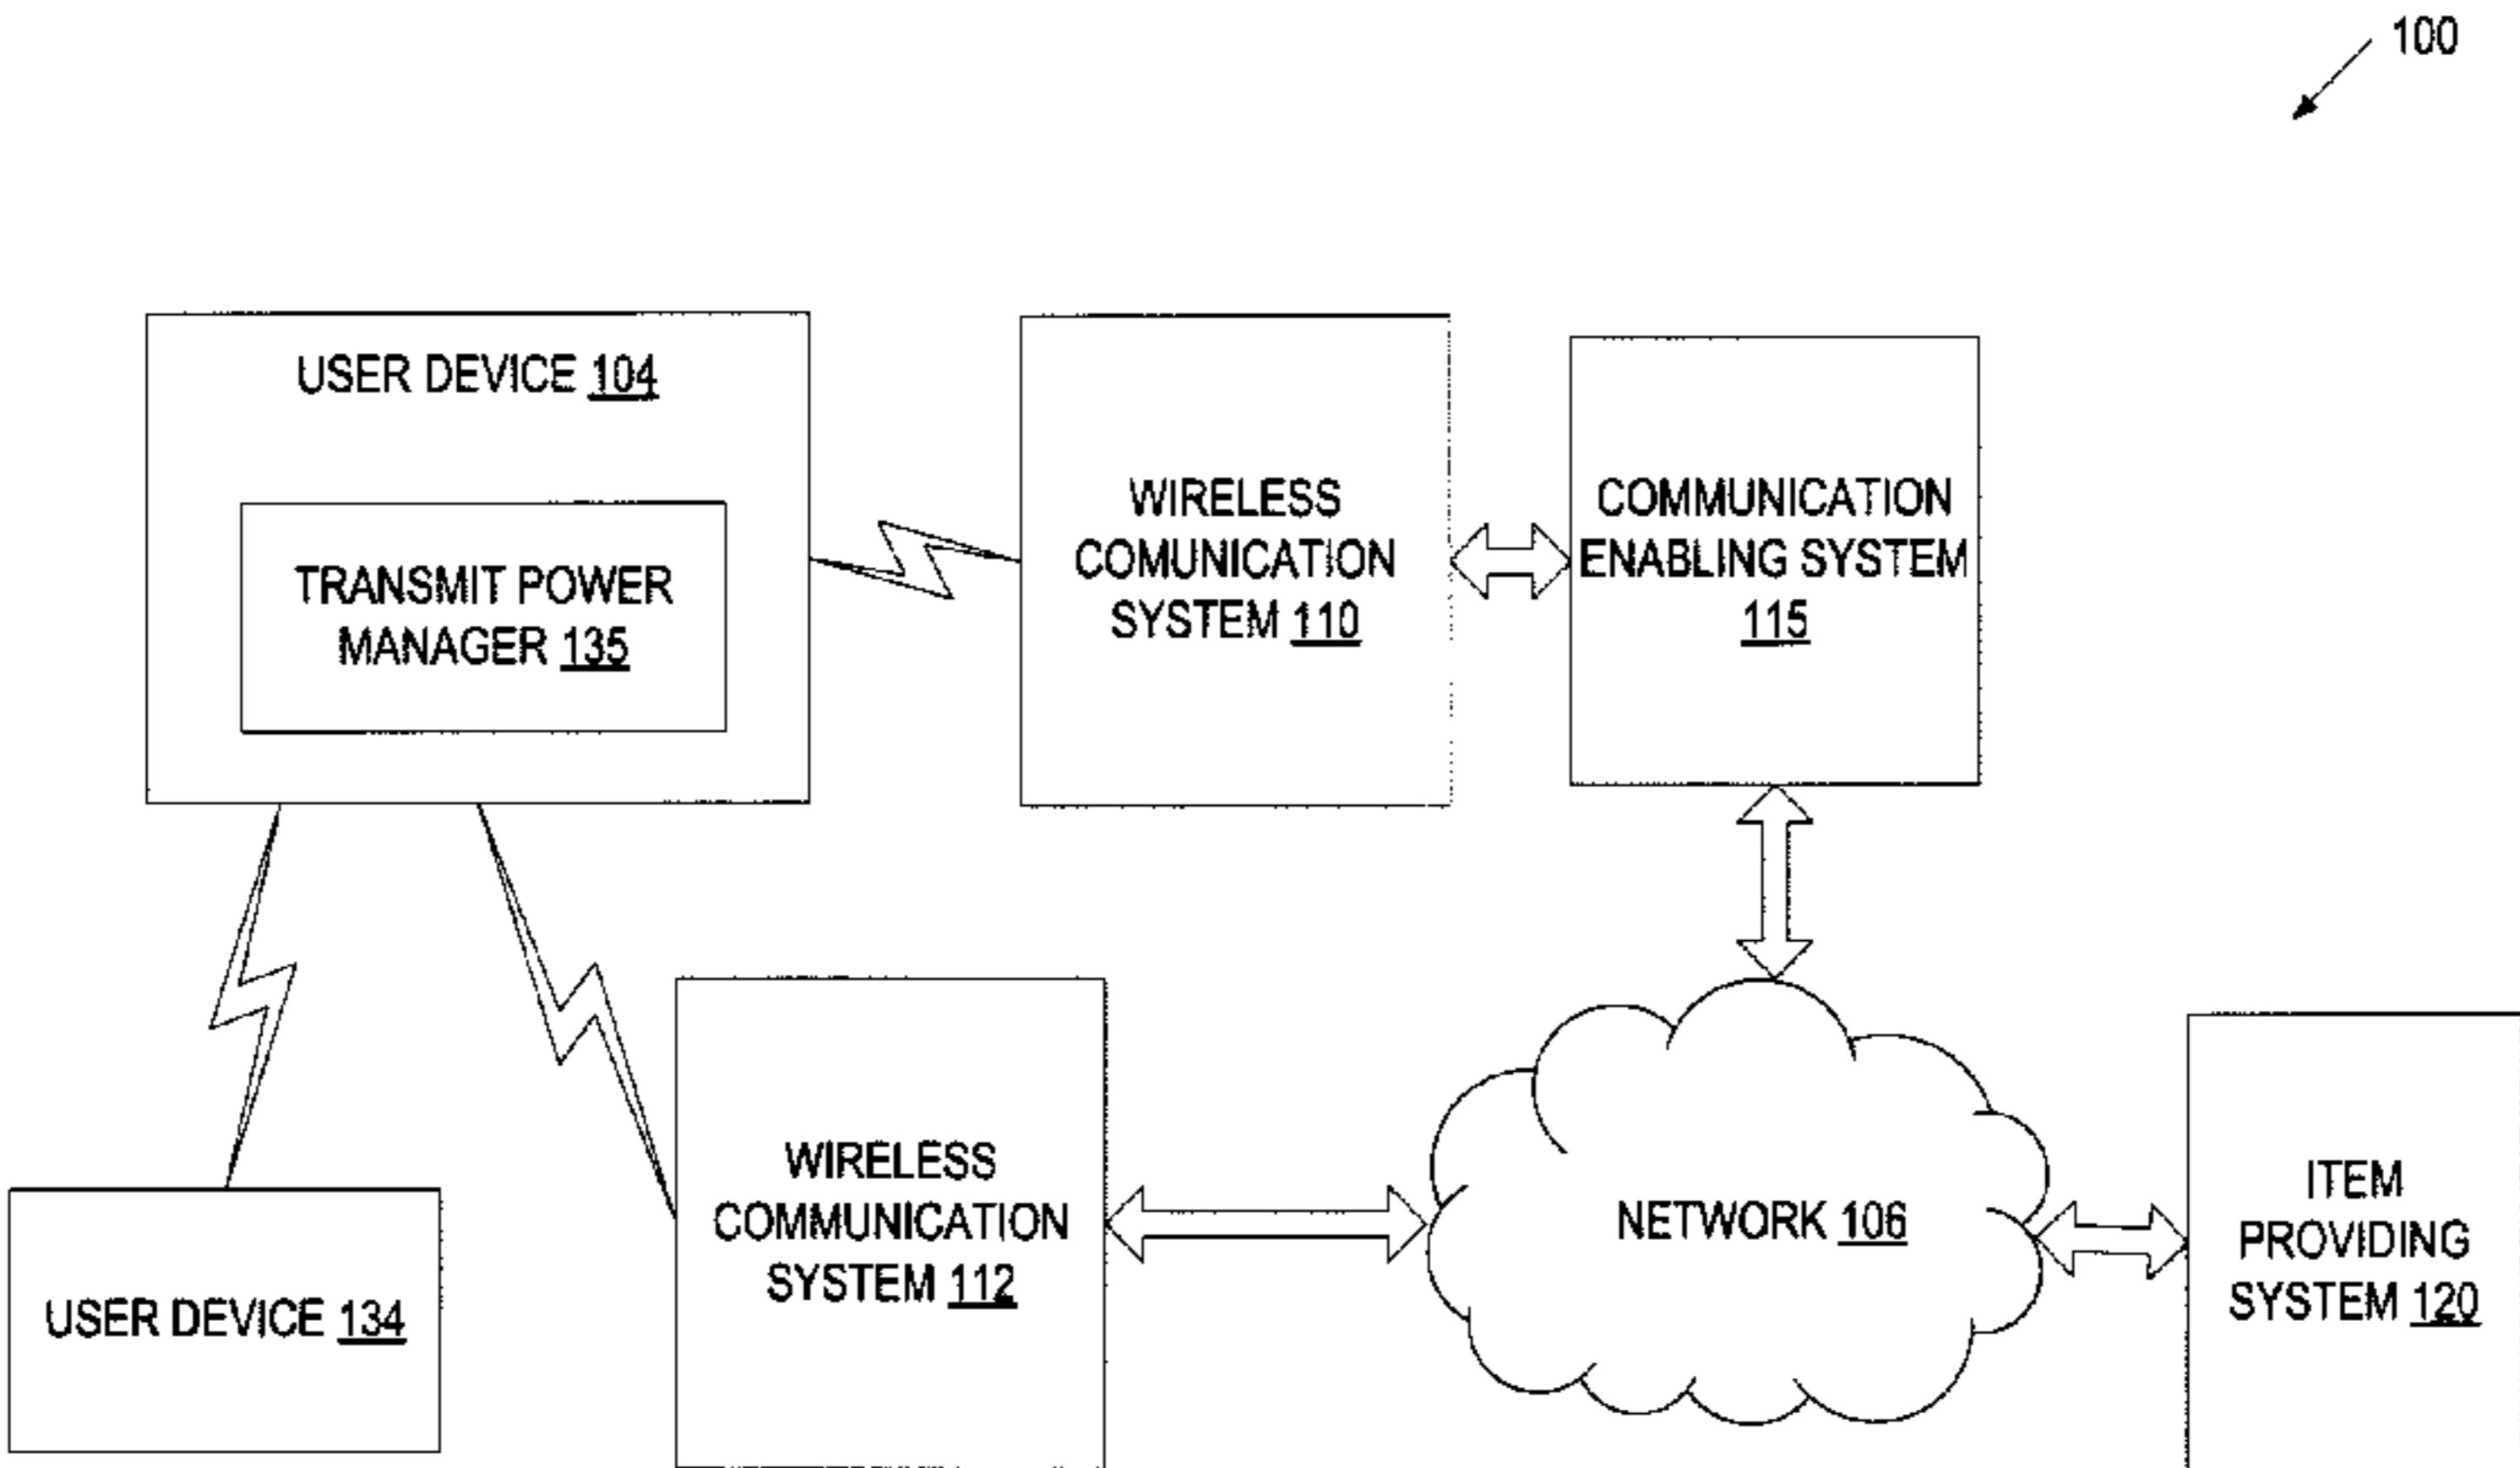 100
USER DEVICE 104
TRANSMIT POWER
MANAGER 135
WIRELESS
COMUNICATION
SYSTEM 110
COMMUNICATION
ENABLING SYSTEM
115
USER DEVICE 134
WIRELESS
COMMUNICATION
SYSTEM 112
NETWORK 106
ITEM
PROVIDING
SYSTEM 120